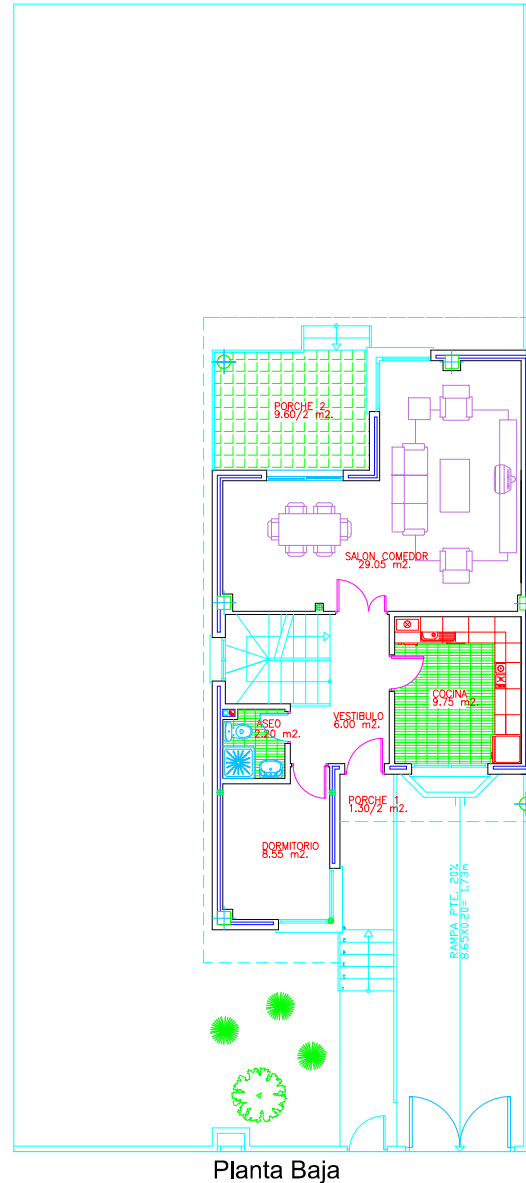 PORCHE 2
9.60/2 m2.
SALON COMEDOR
29.05 m2.
COCINA
9.75 m2.
ASEO
2.20 m2.
VESTIBULO
6.00 m2.
PORCHE 1
1.30/2 m2.
DORMITORIO
8.55 m2.
RAMPA PTE. 20%
8.65X0.20= 1.73m
Planta Baja